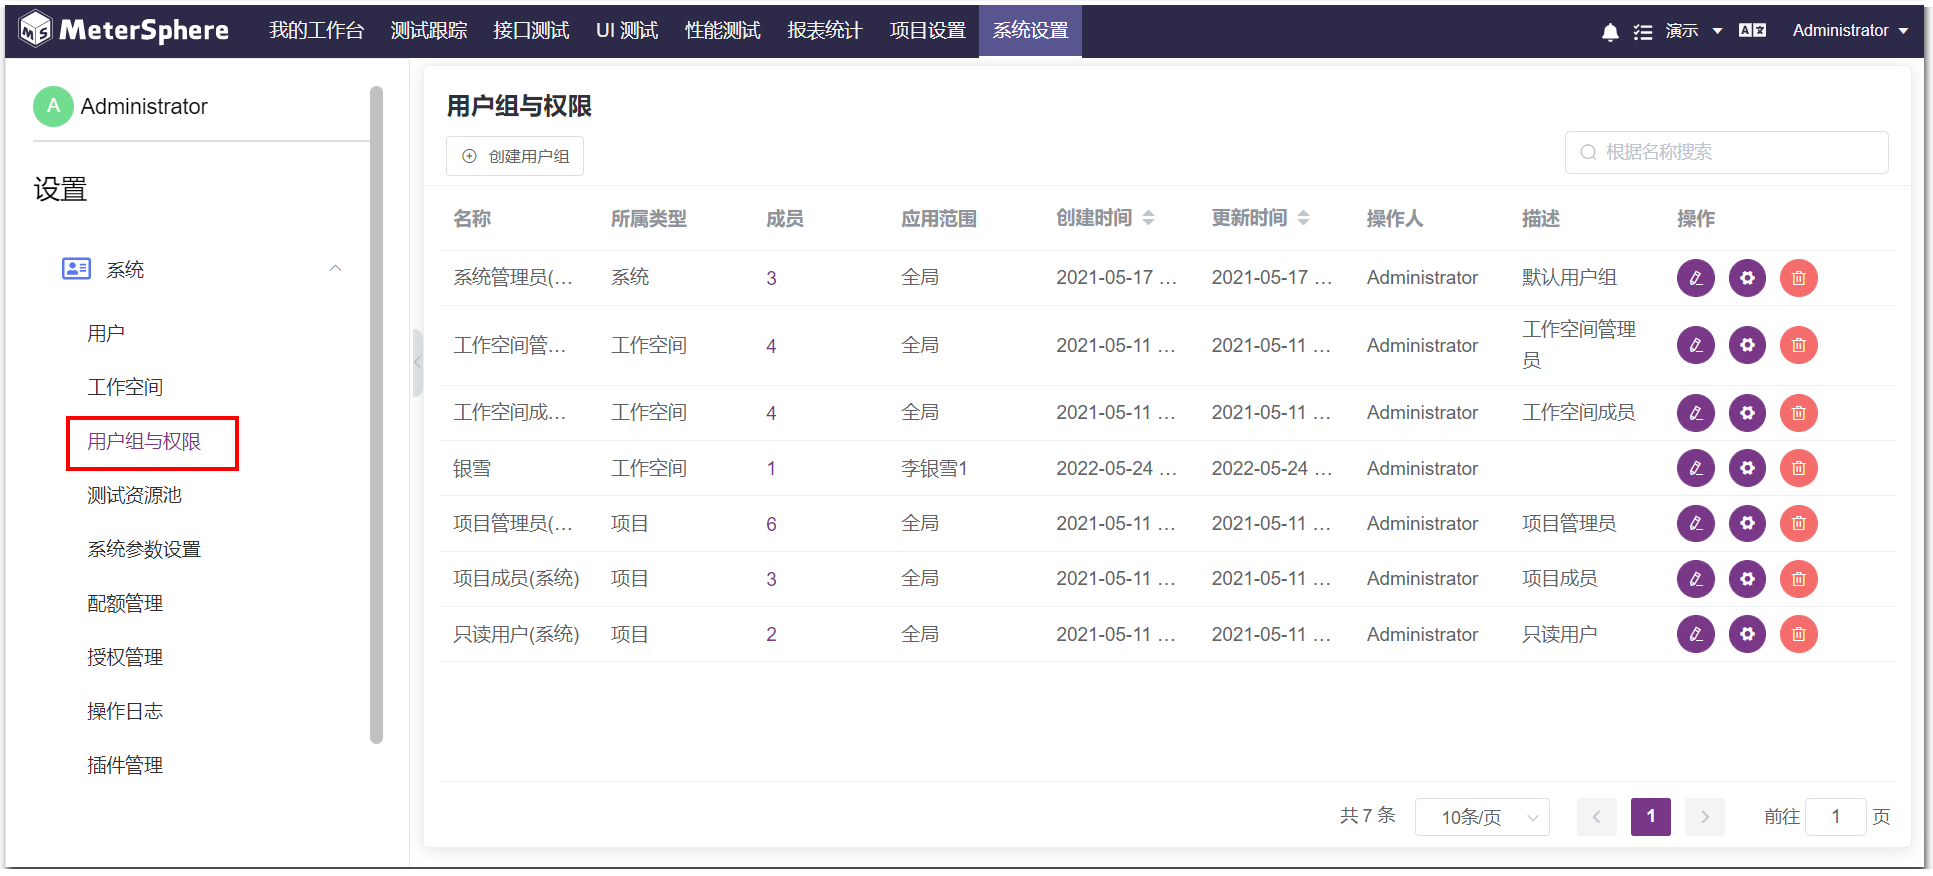 MeterSphere 我的工作台 测试跟踪 接口测试 UI 测试 性能测试 报表统计 项目设置 系统设置 演示 Administrator
A Administrator
设置
系统
用户
工作空间
用户组与权限
测试资源池
系统参数设置
配额管理
授权管理
操作日志
插件管理
用户组与权限
创建用户组
根据名称搜索
名称 所属类型 成员 应用范围 创建时间 更新时间 操作人 描述 操作
系统管理员(... 系统 3 全局 2021-05-17 ... 2021-05-17 ... Administrator 默认用户组
工作空间管... 工作空间 4 全局 2021-05-11 ... 2021-05-11 ... Administrator 工作空间管理
员
工作空间成... 工作空间 4 全局 2021-05-11 ... 2021-05-11 ... Administrator 工作空间成员
银雪 工作空间 1 李银雪1 2022-05-24 ... 2022-05-24 ... Administrator
项目管理员(... 项目 6 全局 2021-05-11 ... 2021-05-11 ... Administrator 项目管理员
项目成员(系统) 项目 3 全局 2021-05-11 ... 2021-05-11 ... Administrator 项目成员
只读用户(系统) 项目 2 全局 2021-05-11 ... 2021-05-11 ... Administrator 只读用户
共 7 条 10条/页 1 前往 1 页